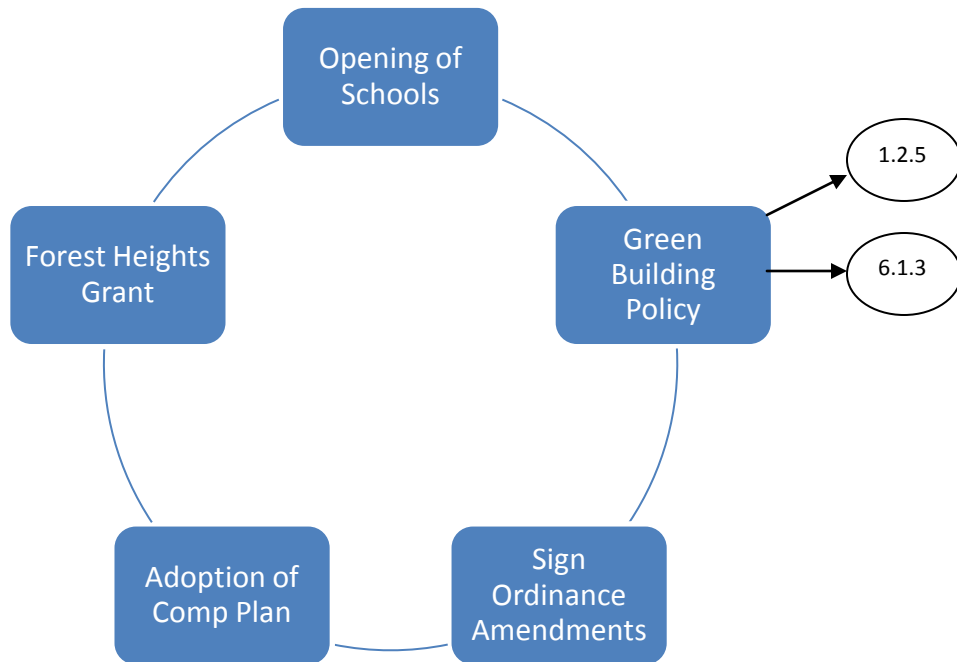 Opening of
Schools
1.2.5
Green
Building
Policy
6.1.3
Forest Heights
Grant
Sign
Ordinance
Amendments
Adoption of
Comp Plan